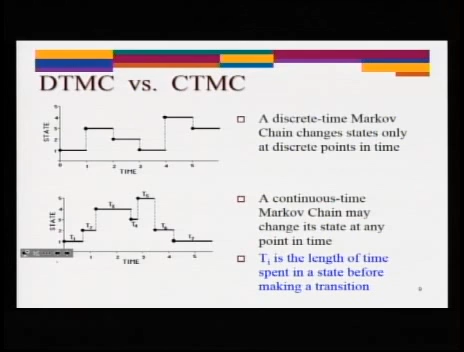 DTMC vs. CTMC
A discrete-time Markov
Chain changes states only
at discrete points in time
STATE
TIME
A continuous-time
Markov Chain may
change its state at any
point in time
STATE
TIME
Tᵢ is the length of time
spent in a state before
making a transition